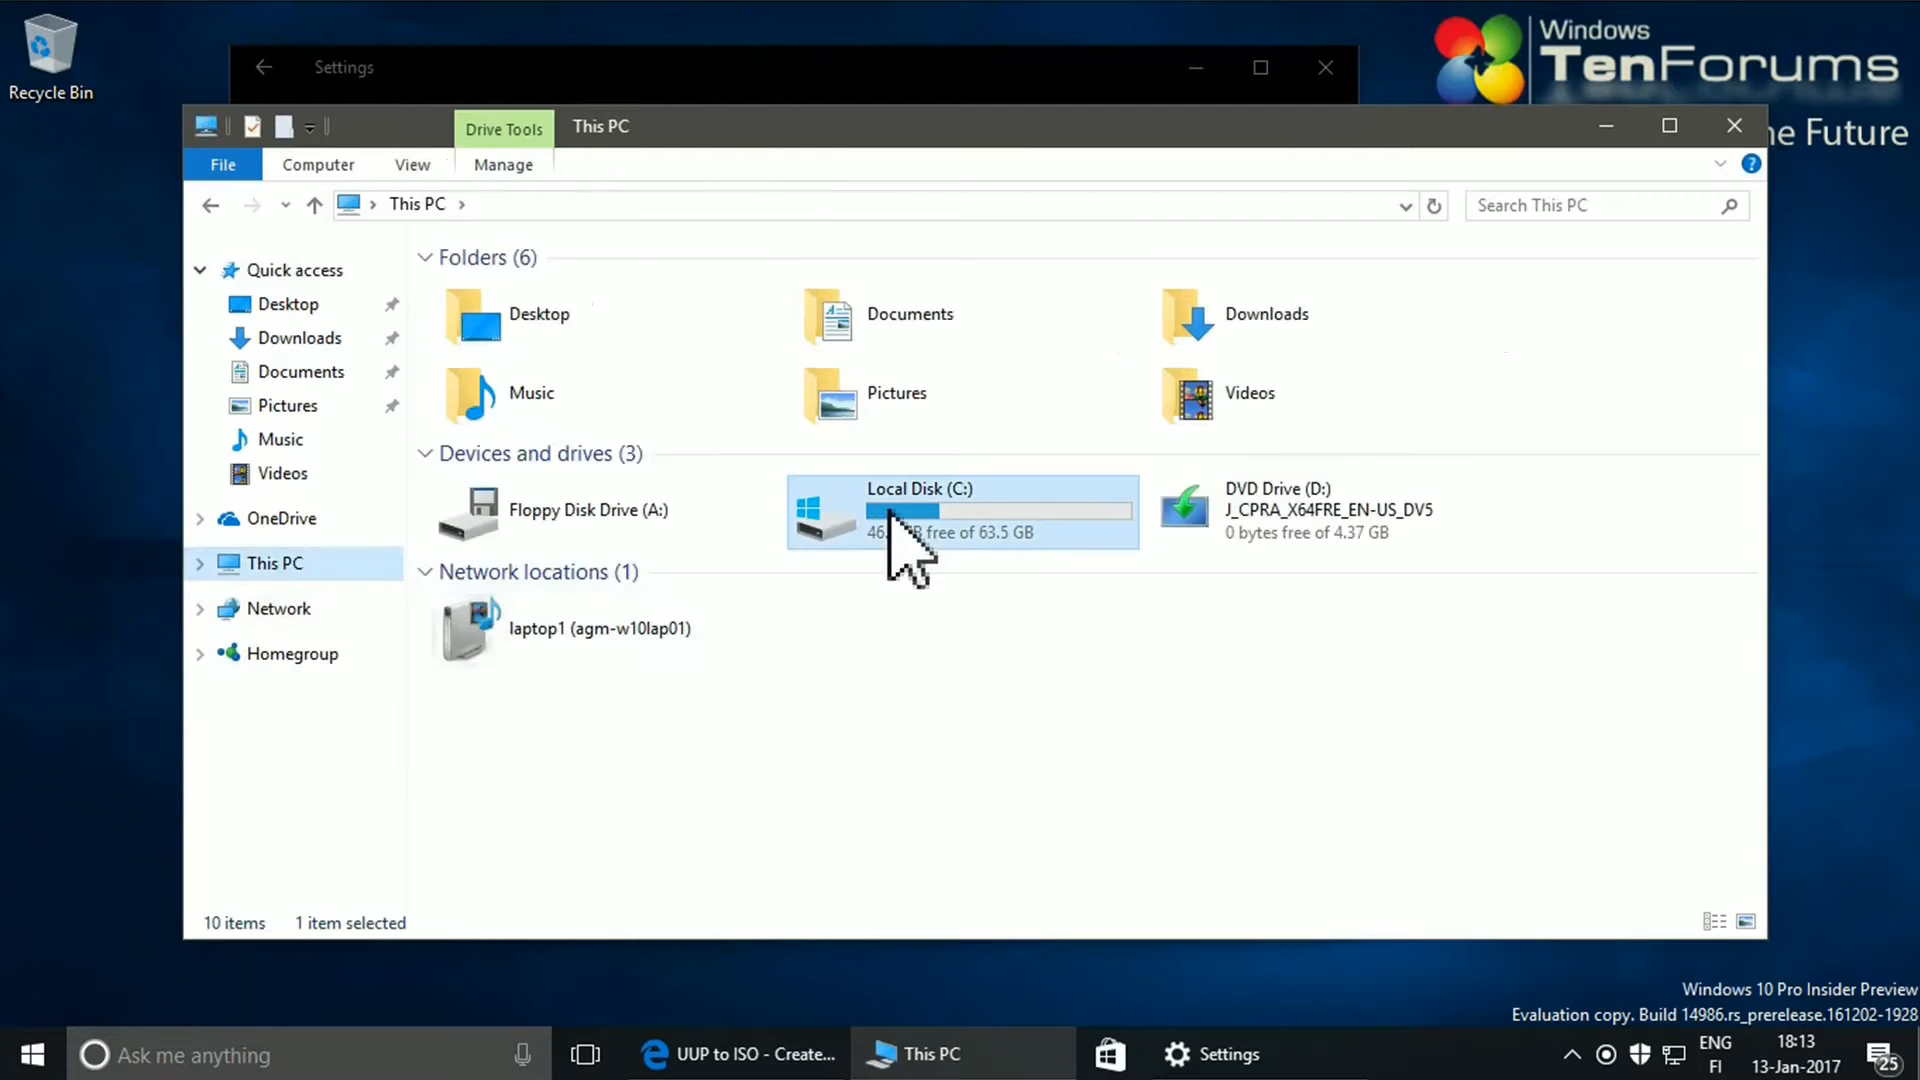 Recycle Bin
Settings
Windows
TenForums
he Future
Drive Tools
This PC
File
Computer
View
Manage
This PC
Search This PC
Quick access
Desktop
Downloads
Documents
Pictures
Music
Videos
OneDrive
This PC
Network
Homegroup
Folders (6)
Desktop
Documents
Downloads
Music
Pictures
Videos
Devices and drives (3)
Floppy Disk Drive (A:)
Local Disk (C:)
free of 63.5 GB
DVD Drive (D:)
J_CPRA_X64FRE_EN-US_DV5
0 bytes free of 4.37 GB
Network locations (1)
laptop1 (agm-w10lap01)
10 items
1 item selected
Windows 10 Pro Insider Preview
Evaluation copy. Build 14986.rs_prerelease.161202-1928
Ask me anything
UUP to ISO - Create...
This PC
Settings
ENG
FI
18:13
13-Jan-2017
25